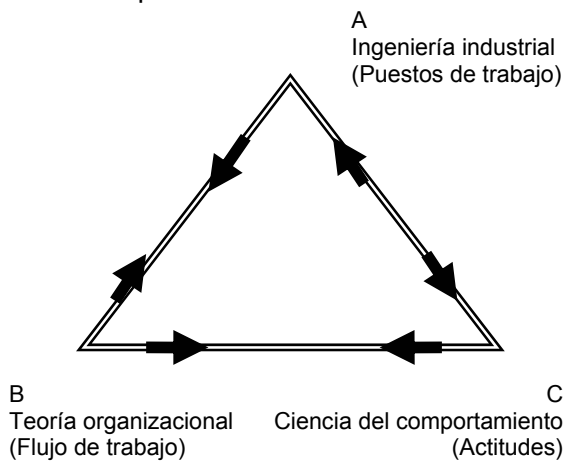 A
Ingeniería industrial
(Puestos de trabajo)
B
Teoría organizacional
(Flujo de trabajo)
C
Ciencia del comportamiento
(Actitudes)